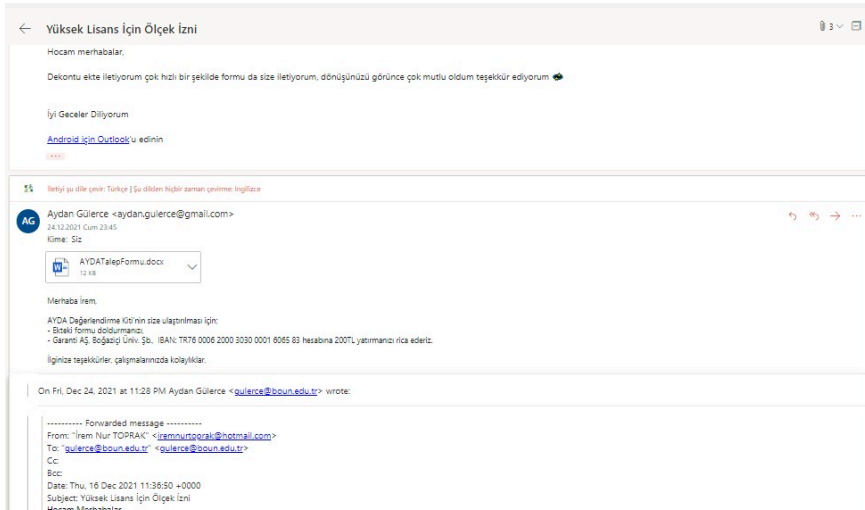 Yüksek Lisans İçin Ölçek İzni
3
Hocam merhabalar,
Dekontu ekte iletiyorum çok hızlı bir şekilde formu da size iletiyorum, dönüşünüzü görünce çok mutlu oldum teşekkür ediyorum
İyi Geceler Diliyorum
Android için Outlook'u edinin
...
İletiyi şu dile çevir: Türkçe | Şu dilden hiçbir zaman çevirme: İngilizce
AG
Aydan Gülerce <aydan.gulerce@gmail.com>
24.12.2021 Cum 23:45
Kime: Siz
AYDATalepFormu.docx
12 KB
Merhaba İrem,
AYDA Değerlendirme Kiti'nin size ulaştırılması için;
- Ekteki formu doldurmanızı,
- Garanti AŞ. Boğaziçi Üniv. Şb., IBAN: TR76 0006 2000 3030 0001 6065 83 hesabına 200TL yatırmanızı rica ederiz.
İlginize teşekkürler, çalışmalarınızda kolaylıklar,
On Fri, Dec 24, 2021 at 11:28 PM Aydan Gülerce <gulerce@boun.edu.tr> wrote:
---------- Forwarded message ----------
From: "İrem Nur TOPRAK" <iremnurtoprak@hotmail.com>
To: "gulerce@boun.edu.tr" <gulerce@boun.edu.tr>
Cc:
Bcc:
Date: Thu, 16 Dec 2021 11:36:50 +0000
Subject: Yüksek Lisans İçin Ölçek İzni
Hocam Merhabalar